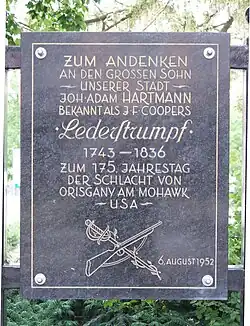 ZUM ANDENKEN
AN DEN GROSSEN SOHN
– UNSERER STADT –
JOH·ADAM HARTMANN
BEKANNT ALS J F COOPERS
·Lederstrumpf·
1743 – 1836
ZUM 175. JAHRESTAG
DER SCHLACHT VON
ORISGANY AM MOHAWK
– USA –
6. AUGUST 1952